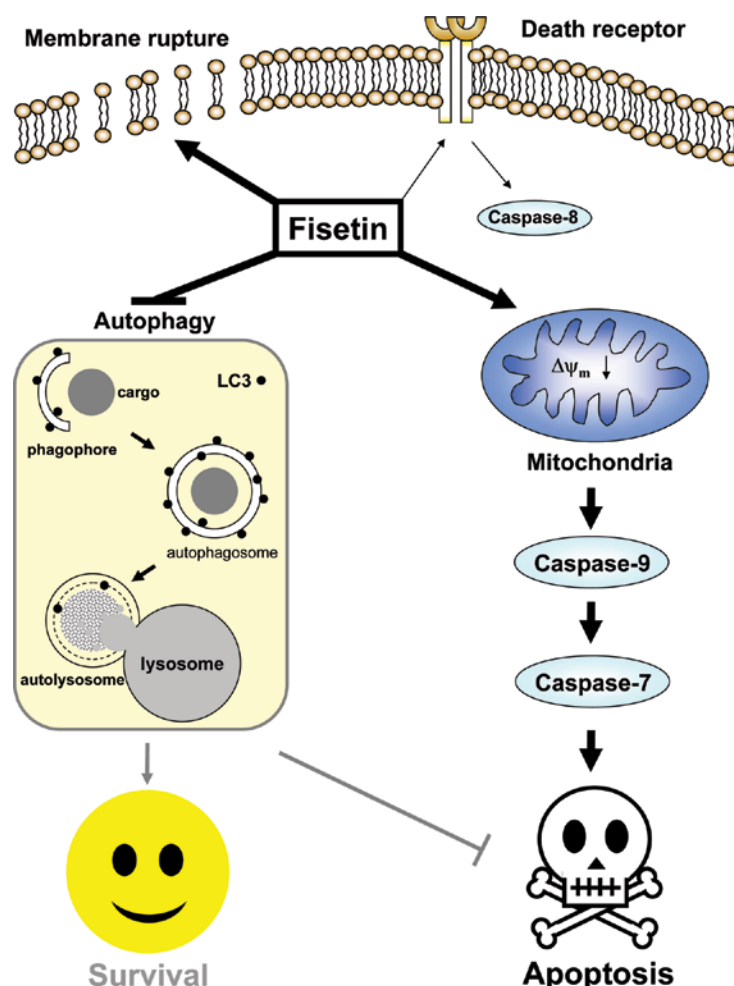 Membrane rupture
Death receptor
Caspase-8
Fisetin
Autophagy
LC3
cargo
phagophore
autophagosome
autolysosome
lysosome
Δψm ↓
Mitochondria
Caspase-9
Caspase-7
Survival
Apoptosis